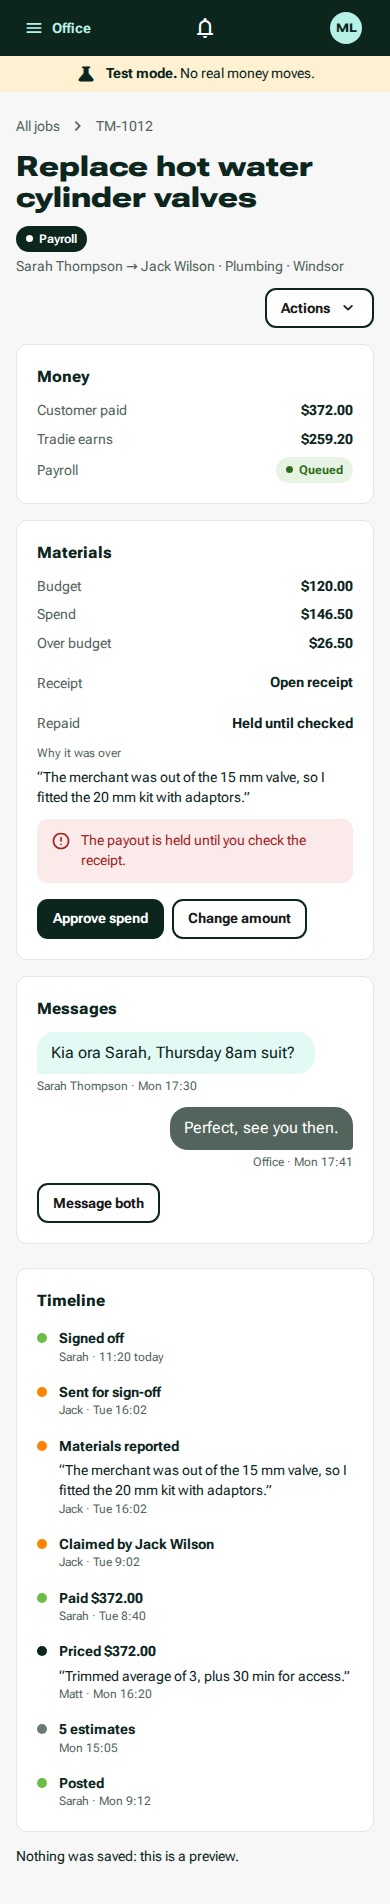 Office
ML
Test mode. No real money moves.
All jobs > TM-1012
Replace hot water
cylinder valves
Payroll
Sarah Thompson → Jack Wilson · Plumbing · Windsor
Actions
Money
Customer paid $372.00
Tradie earns $259.20
Payroll Queued
Materials
Budget $120.00
Spend $146.50
Over budget $26.50
Receipt Open receipt
Repaid Held until checked
Why it was over
“The merchant was out of the 15 mm valve, so I
fitted the 20 mm kit with adaptors.”
The payout is held until you check the
receipt.
Approve spend Change amount
Messages
Kia ora Sarah, Thursday 8am suit?
Sarah Thompson · Mon 17:30
Perfect, see you then.
Office · Mon 17:41
Message both
Timeline
Signed off
Sarah · 11:20 today
Sent for sign-off
Jack · Tue 16:02
Materials reported
“The merchant was out of the 15 mm valve, so I
fitted the 20 mm kit with adaptors.”
Jack · Tue 16:02
Claimed by Jack Wilson
Jack · Tue 9:02
Paid $372.00
Sarah · Tue 8:40
Priced $372.00
“Trimmed average of 3, plus 30 min for access.”
Matt · Mon 16:20
5 estimates
Mon 15:05
Posted
Sarah · Mon 9:12
Nothing was saved: this is a preview.